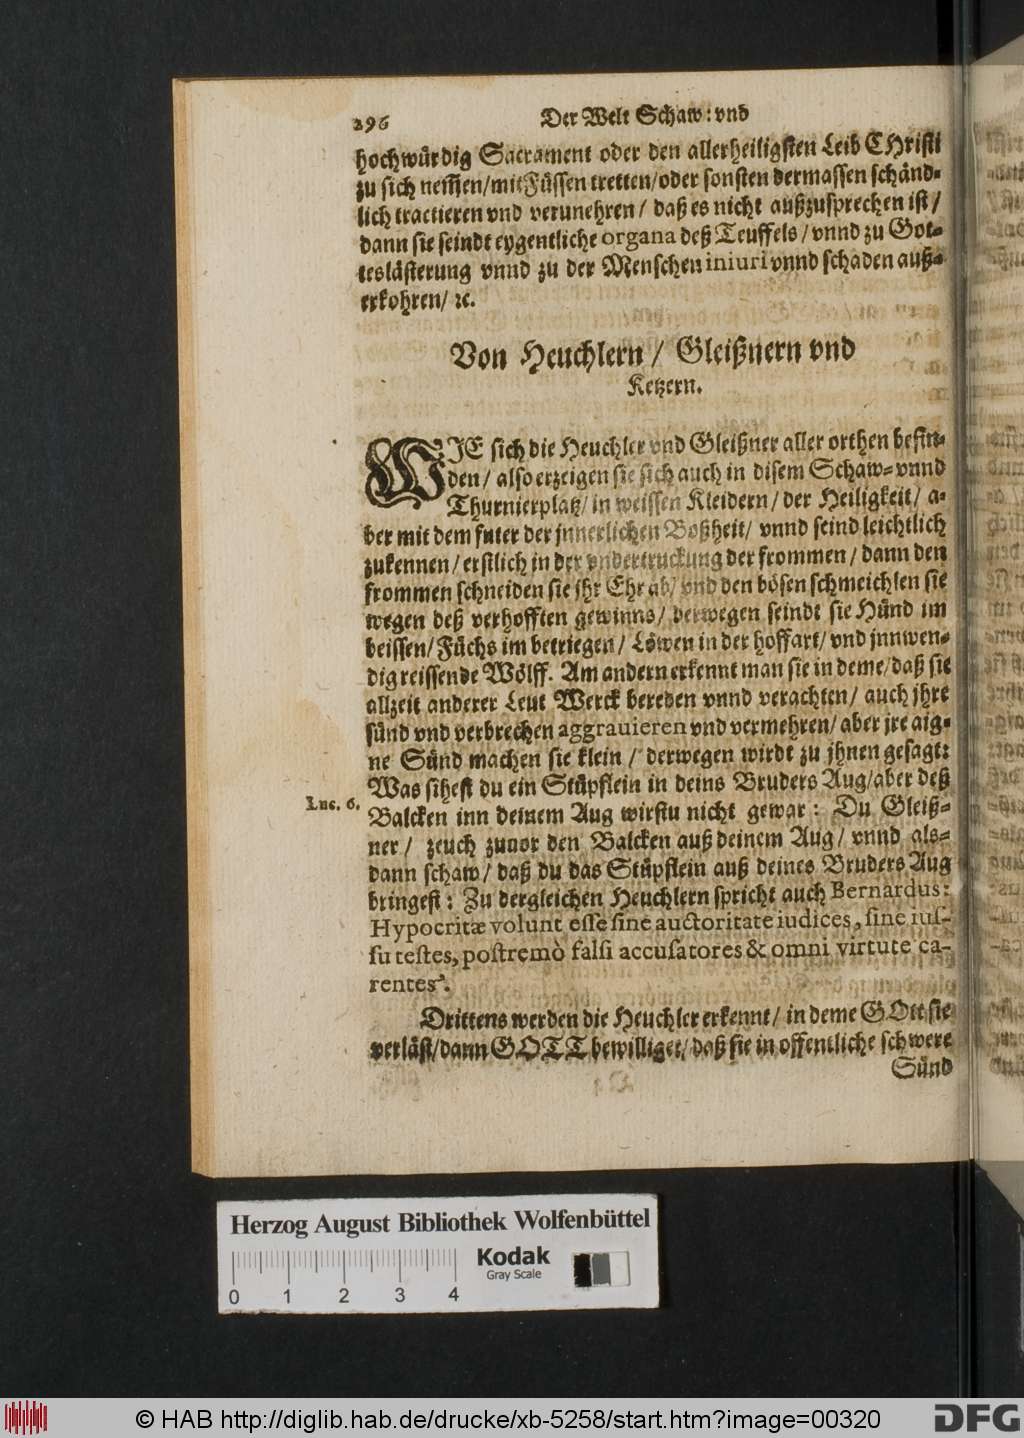 296
Der Welt Schaw: vnd
hochwürdig Sacrament oder den allerheiligsten Leib CHristi
zu sich nem̃en/mit Füssen tretten/oder sonsten dermassen schänd-
lich tractieren vnd verunehren/ daß es nicht außzusprechen ist/
dann sie seindt eygentliche organa deß Teuffels/ vnnd zu Got-
teslästerung vnnd zu der Menschen iniuri vnnd schaden auß-
erkohren/ ꝛc.
Von Heuchlern/ Gleißnern vnd
Ketzern.
WIE sich die Heuchler vnd Gleißner aller orthen befin-
den/ also erzeigen sie sich auch in disem Schaw- vnnd
Thurnierplatz/ in weissen Kleidern/ der Heiligkeit/ a-
ber mit dem futer der jnnerlichen Boßheit/ vnnd seind leichtlich
zukennen/ erstlich in der vndertruckung der frommen/ dann den
frommen schneiden sie jhr Ehr ab/ vnd den bösen schmeichlen sie
wegen deß verhofften gewinns/ derwegen seindt sie Hünd im
beissen/ Füchs im betriegen/ Löwen in der hoffart/ vnd jnnwen-
dig reissende Wölff. Am andern erkennt man sie in deme/ daß sie
allzeit anderer Leut Werck bereden vnnd verachten/ auch jhre
sünd vnd verbrechen aggrauieren vnd vermehren/ aber jre aig-
ne Sünd machen sie klein/ derwegen wirdt zu jhnen gesagt:
Was sihest du ein Stüpflein in deins Bruders Aug/aber deß
Luc. 6.
Balcken inn deinem Aug wirstu nicht gewar: Du Gleiß-
ner/ zeuch zuuor den Balcken auß deinem Aug/ vnnd als-
dann schaw/ daß du das Stüpflein auß deines Bruders Aug
bringest: Zu dergleichen Heuchlern spricht auch Bernardus:
Hypocritæ volunt esse sine auctoritate iudices, sine ius-
su testes, postremò falsi accusatores & omni virtute ca-
rentes.
Drittens werden die Heuchler erkennt/ in deme GOtt sie
verläst/dann GOTT bewilliget/ daß sie in offentliche schwere
Sünd
Herzog August Bibliothek Wolfenbüttel
Kodak
Gray Scale
0 1 2 3 4
© HAB http://diglib.hab.de/drucke/xb-5258/start.htm?image=00320
DFG